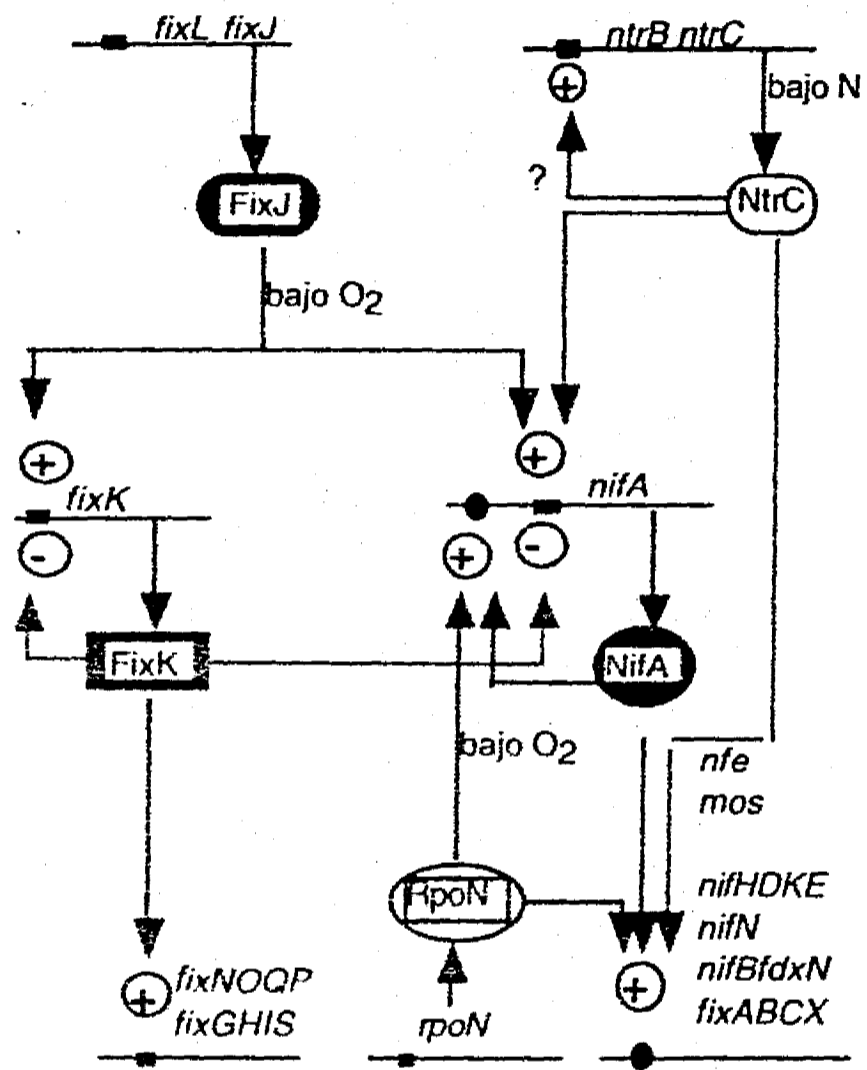 fixL fixJ
ntrB ntrC
+
bajo N
?
FixJ
NtrC
bajo O2
+
+
fixK
nifA
-
+
-
FixK
NifA
bajo O2
nfe
mos
RpoN
nifHDKE
nifN
+
fixNOQP
+
nifBfdxN
fixGHIS
rpoN
fixABCX